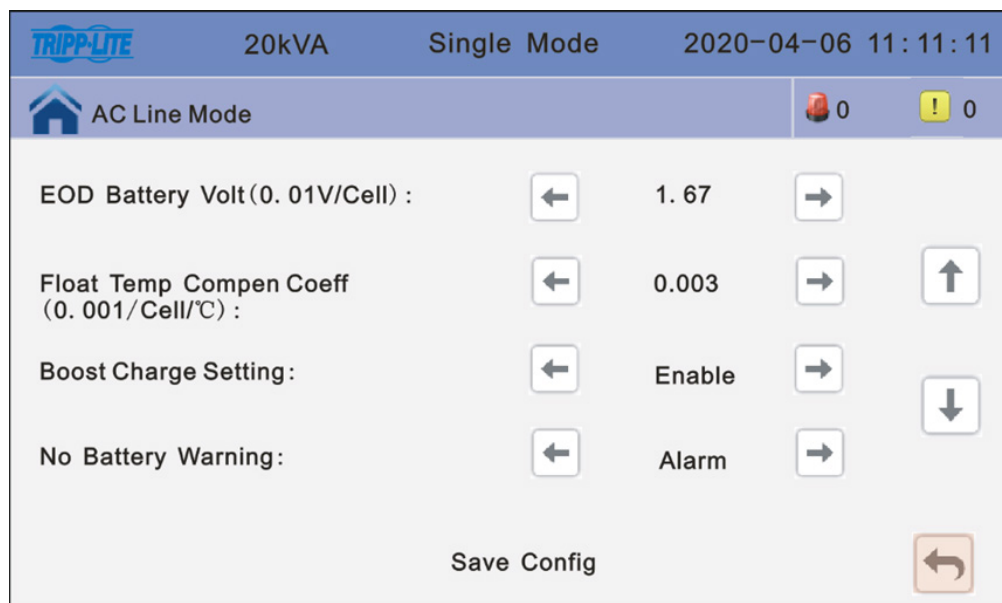 TRIPP·LITE 20kVA Single Mode 2020-04-06 11:11:11
AC Line Mode 0 ! 0
EOD Battery Volt(0.01V/Cell): 1.67
Float Temp Compen Coeff 0.003
(0.001/Cell/℃):
Boost Charge Setting: Enable
No Battery Warning: Alarm
Save Config